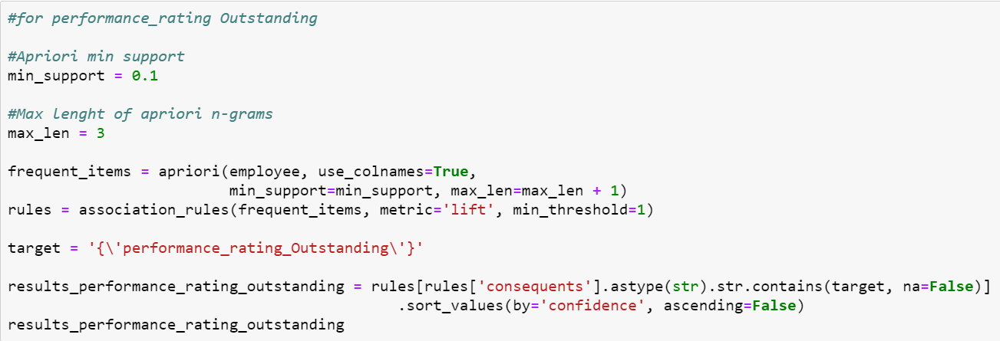 #for performance_rating Outstanding
#Apriori min support
min_support = 0.1
#Max lenght of apriori n-grams
max_len = 3
frequent_items = apriori(employee, use_colnames=True,
min_support=min_support, max_len=max_len + 1)
rules = association_rules(frequent_items, metric='lift', min_threshold=1)
target = '{\'performance_rating_Outstanding\'}'
results_performance_rating_outstanding = rules[rules['consequents'].astype(str).str.contains(target, na=False)]
.sort_values(by='confidence', ascending=False)
results_performance_rating_outstanding